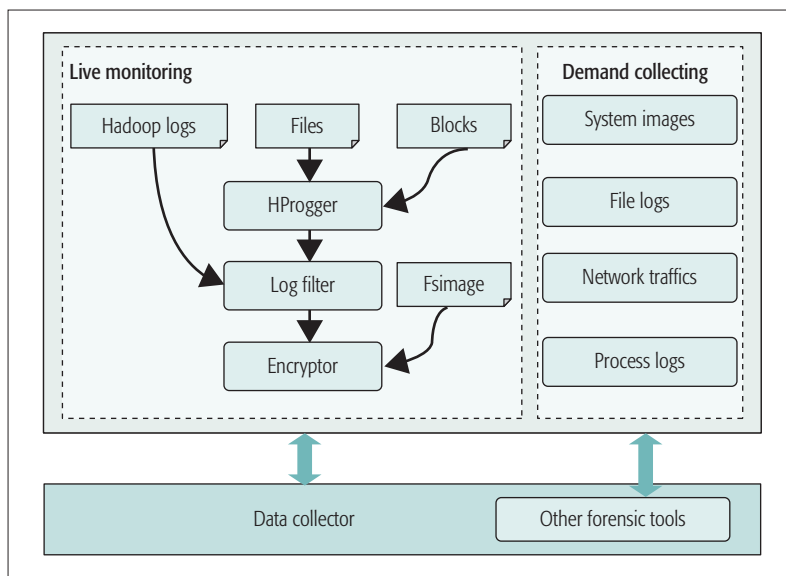 Live monitoring
Hadoop logs
Files
Blocks
HProgger
Log filter
Fsimage
Encryptor
Demand collecting
System images
File logs
Network traffics
Process logs
Data collector
Other forensic tools